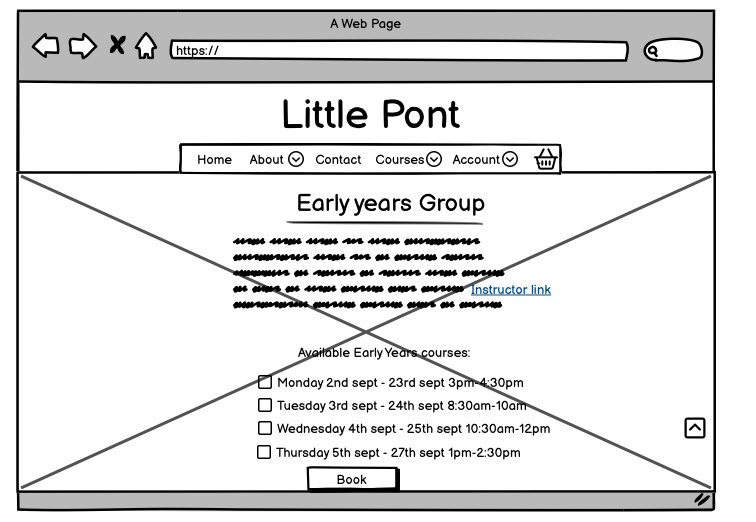 A Web Page
https://
Little Pont
Home About Contact Courses Account
Early years Group
Instructor link
Available Early Years courses:
Monday 2nd sept - 23rd sept 3pm-4:30pm
Tuesday 3rd sept - 24th sept 8:30am-10am
Wednesday 4th sept - 25th sept 10:30am-12pm
Thursday 5th sept - 27th sept 1pm-2:30pm
Book